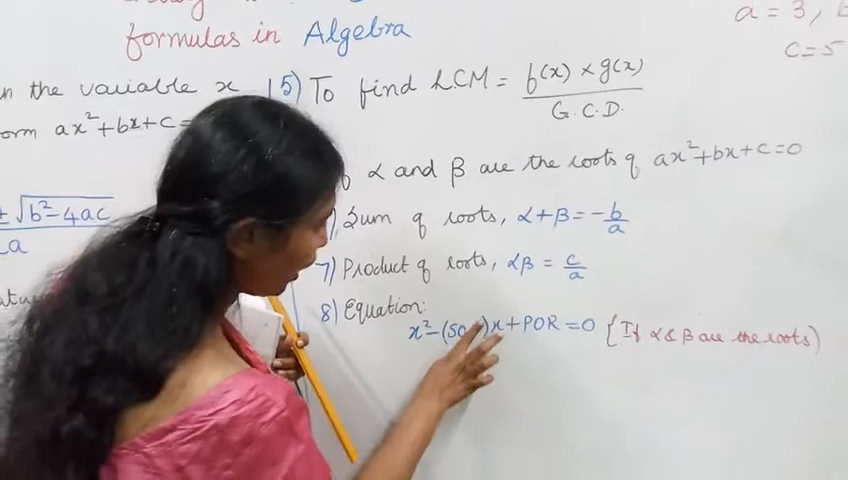 formulas in Algebra
a = 3,
c = 5
n the variable x
orm ax²+bx+c =
± √b²-4ac
a
5) To find L.C.M = f(x) × g(x) / G.C.D.
α and β are the roots of ax²+bx+c=0
Sum of roots, α+β = -b/a
7) Product of roots, αβ = c/a
8) Equation:
x² - (SO )x + POR = 0 {If α & β are the roots)